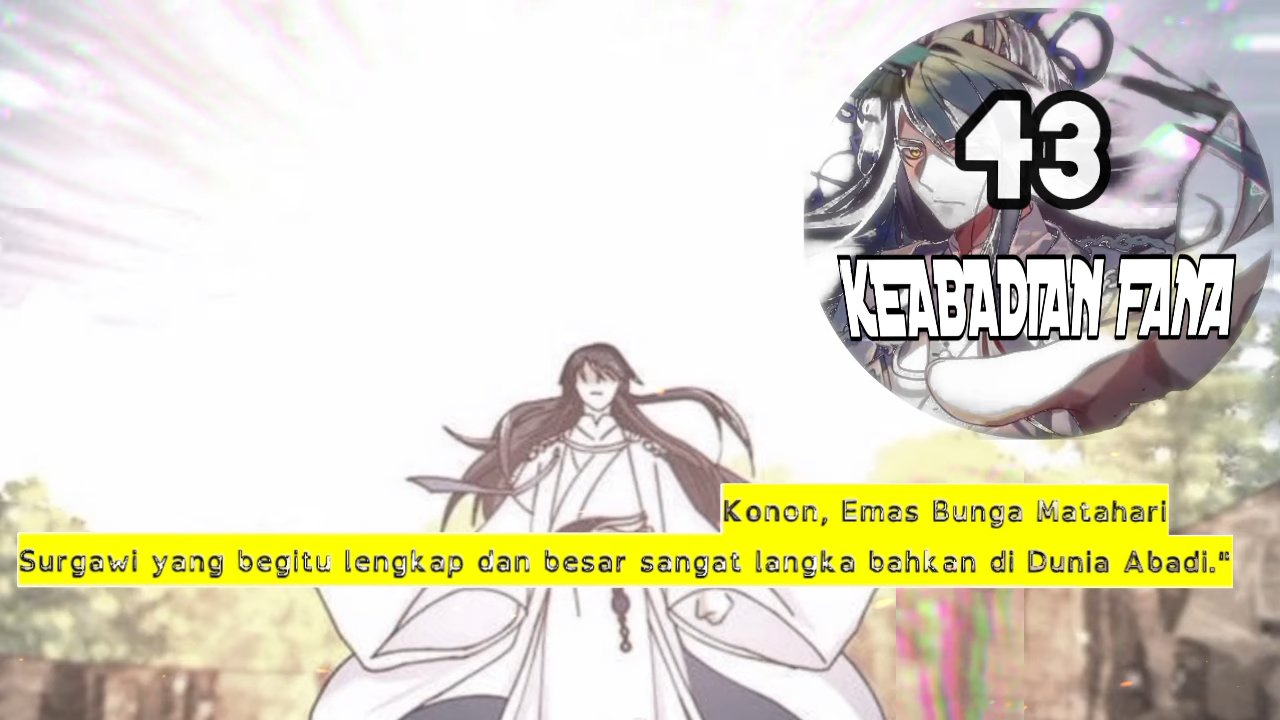 43
KEABADIAN FANA
Konon, Emas Bunga Matahari
Surgawi yang begitu lengkap dan besar sangat langka bahkan di Dunia Abadi."